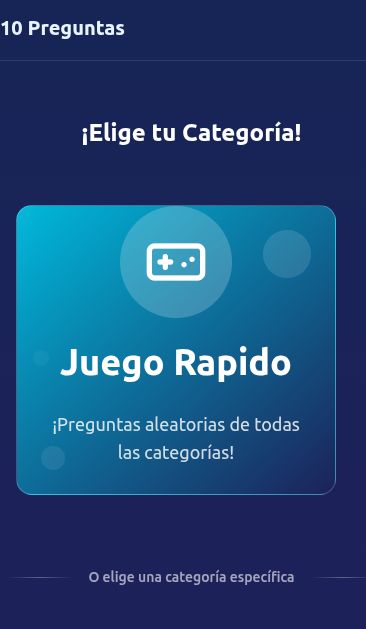 10 Preguntas
¡Elige tu Categoría!
Juego Rapido
¡Preguntas aleatorias de todas
las categorías!
O elige una categoría específica